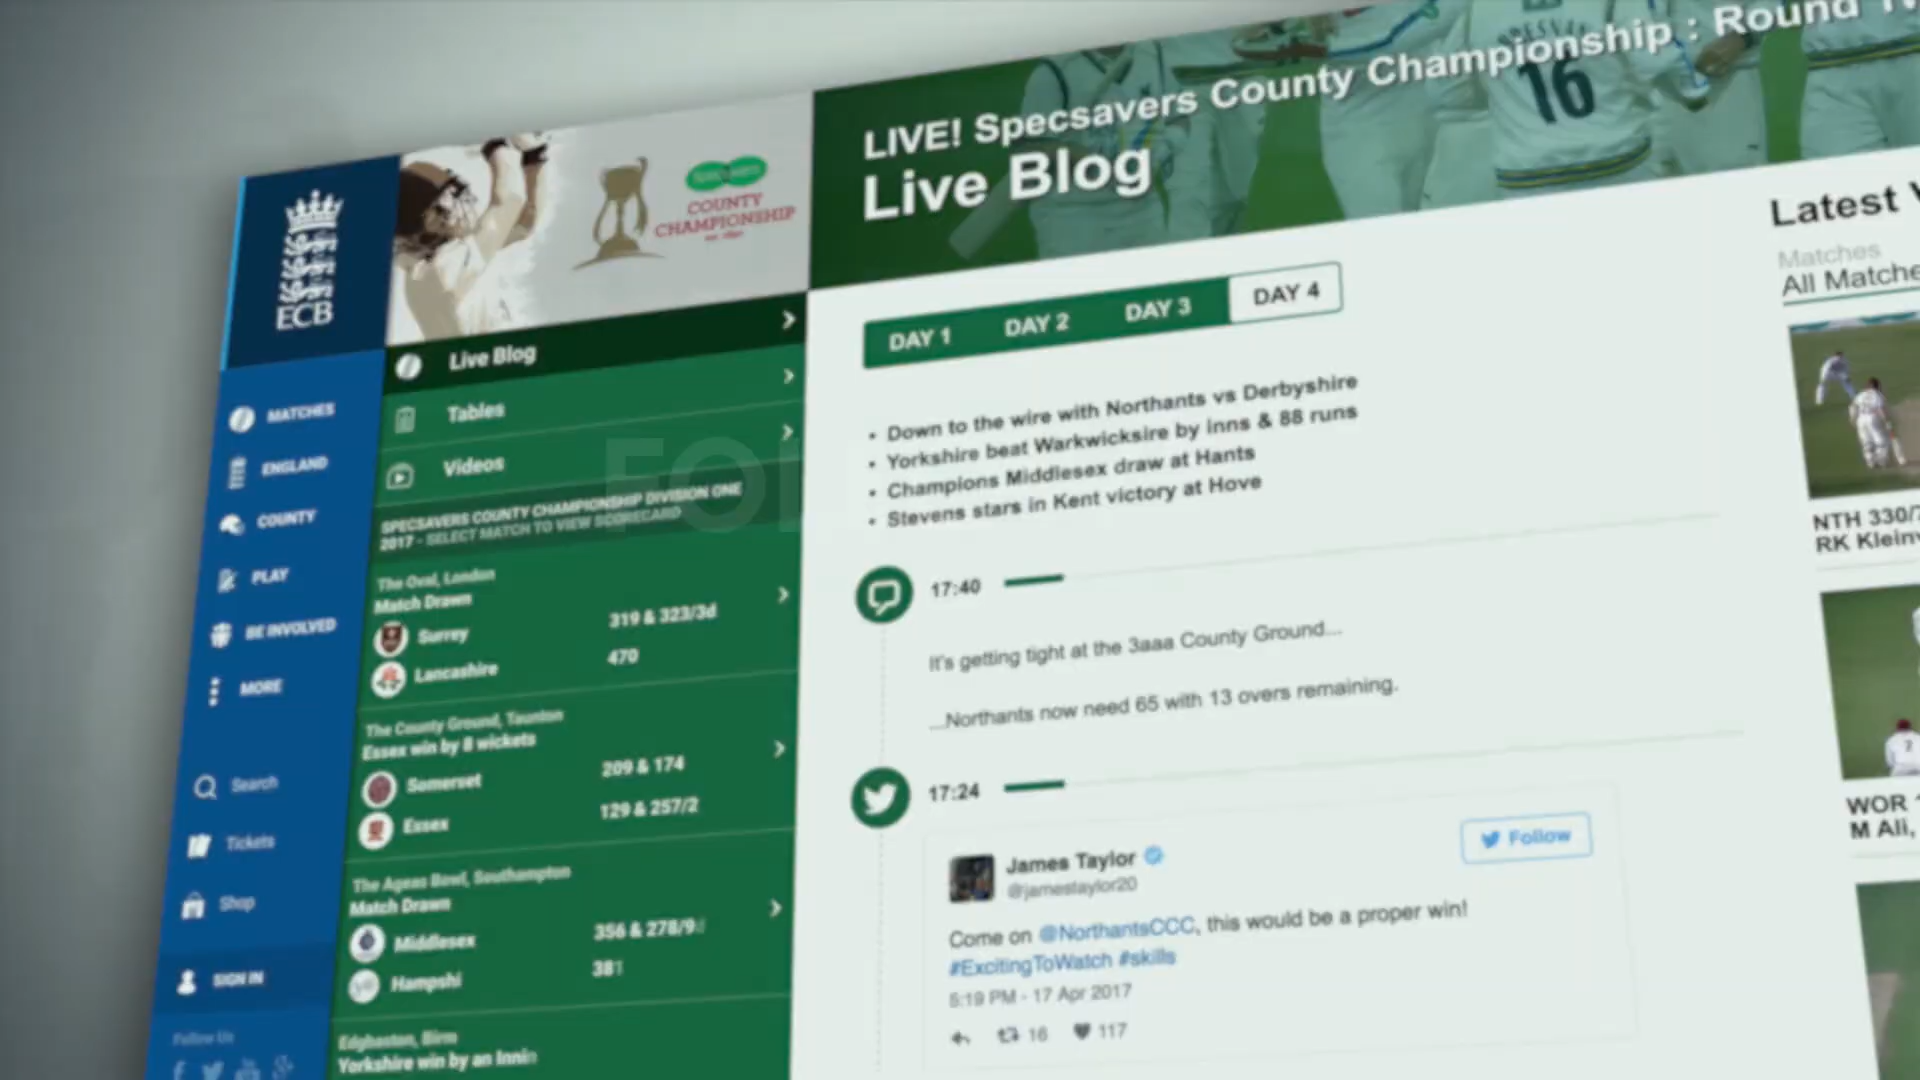 LIVE! Specsavers County Championship : Round
Live Blog
16
COUNTY
CHAMPIONSHIP
ECB
MATCHES
ENGLAND
COUNTY
PLAY
BE INVOLVED
MORE
Search
Tickets
Shop
SIGN IN
Follow Us
Live Blog
Tables
Videos
SPECSAVERS COUNTY CHAMPIONSHIP DIVISION ONE
2017 - SELECT MATCH TO VIEW SCORECARD
The Oval, London
Match Drawn
Surrey 319 & 323/3d
Lancashire 470
The County Ground, Taunton
Essex win by 8 wickets
Somerset 209 & 174
Essex 129 & 257/2
The Ageas Bowl, Southampton
Match Drawn
Middlesex 356 & 278/9d
Hampshi 381
Edgbaston, Birm
Yorkshire win by an Innin
DAY 1 DAY 2 DAY 3 DAY 4
• Down to the wire with Northants vs Derbyshire
• Yorkshire beat Warkwicksire by inns & 88 runs
• Champions Middlesex draw at Hants
• Stevens stars in Kent victory at Hove
17:40
It's getting tight at the 3aaa County Ground...
...Northants now need 65 with 13 overs remaining.
17:24
James Taylor
@jamestaylor20
Follow
Come on @NorthantsCCC, this would be a proper win!
#ExcitingToWatch #skills
5:19 PM - 17 Apr 2017
16 117
Latest
Matches
All Matche
NTH 330/7
RK Klein
WOR
M Ali,